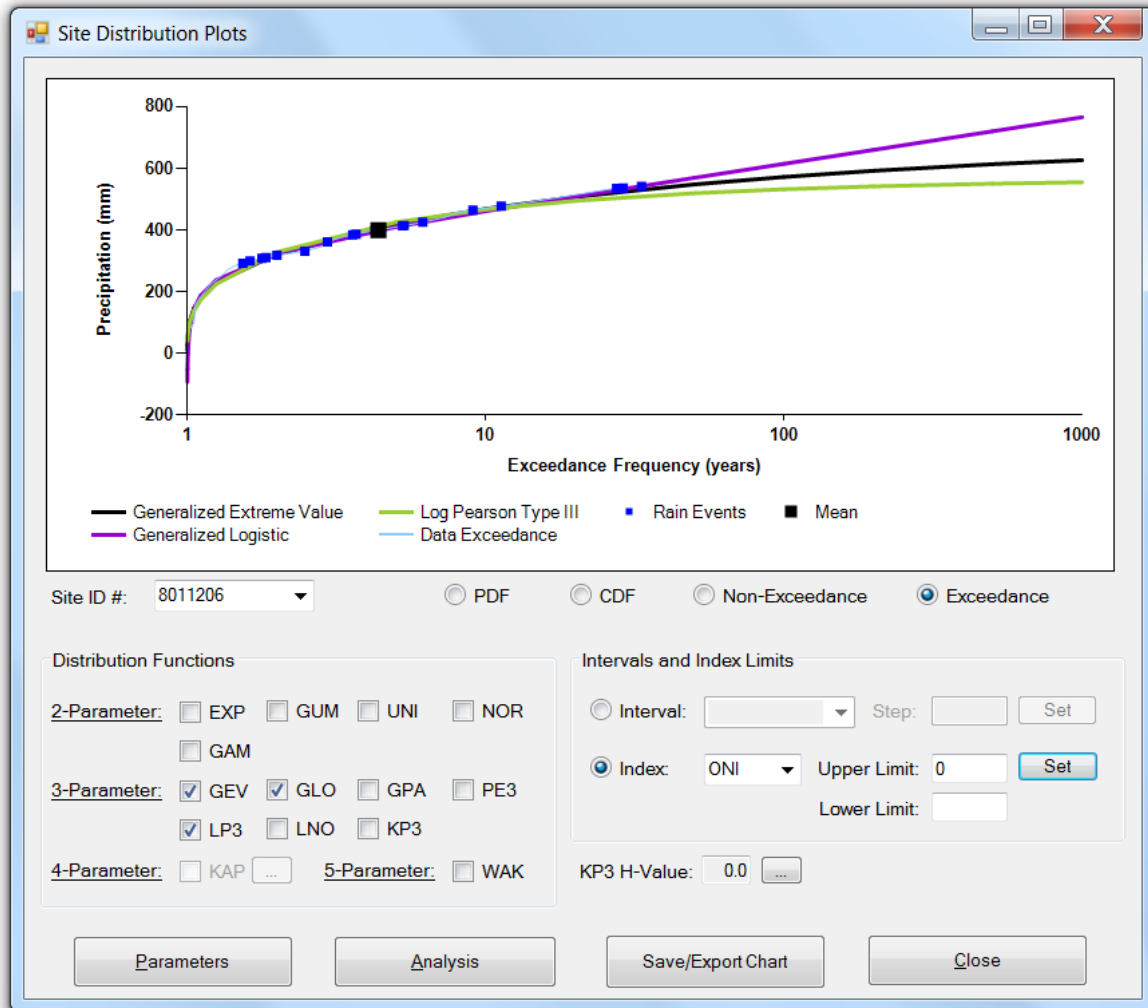 Site Distribution Plots
800
600
400
200
0
-200
Precipitation (mm)
1 10 100 1000
Exceedance Frequency (years)
Generalized Extreme Value Log Pearson Type III Rain Events Mean
Generalized Logistic Data Exceedance
Site ID #: 8011206 PDF CDF Non-Exceedance Exceedance
Distribution Functions
2-Parameter: EXP GUM UNI NOR
GAM
3-Parameter: GEV GLO GPA PE3
LP3 LNO KP3
4-Parameter: KAP ... 5-Parameter: WAK
Intervals and Index Limits
Interval: Step: Set
Index: ONI Upper Limit: 0 Set
Lower Limit:
KP3 H-Value: 0.0 ...
Parameters Analysis Save/Export Chart Close